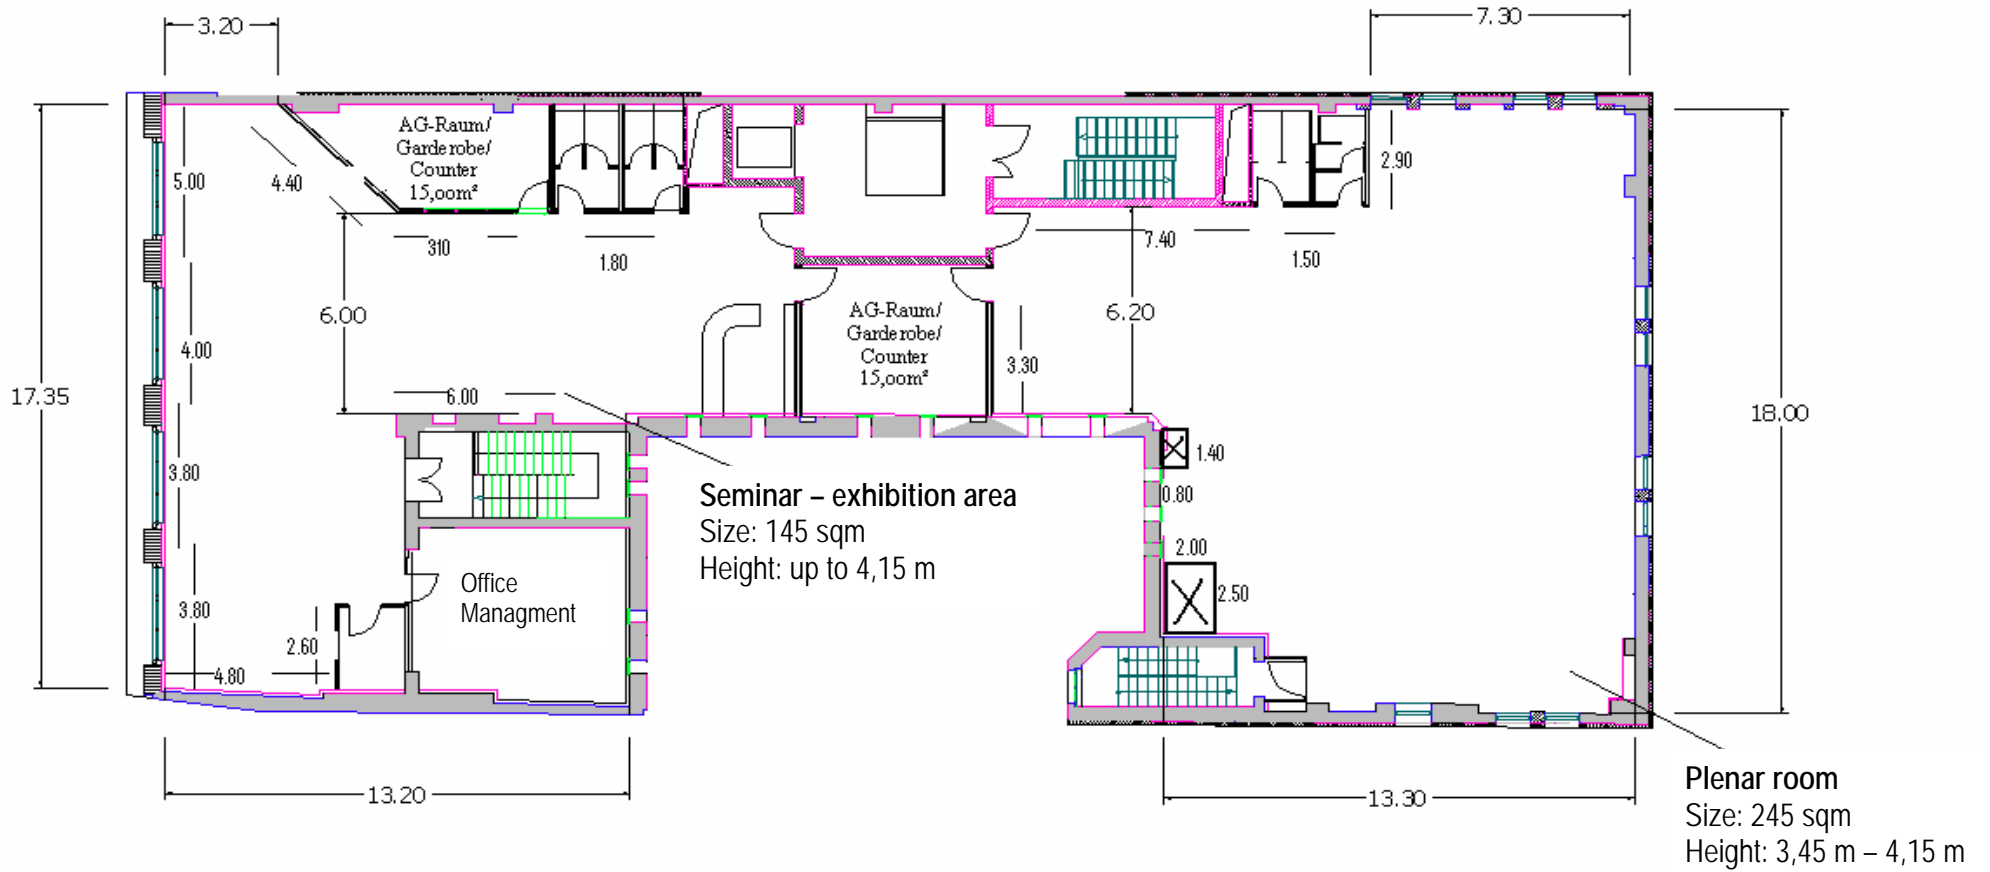 3.20
7.30
AG-Raum/
Garderobe/
Counter
15,oom²
5.00
4.40
2.90
310
1.80
7.40
1.50
6.00
AG-Raum/
Garderobe/
Counter
15,oom²
6.20
4.00
3.30
17.35
6.00
18.00
1.40
3.80
0.80
Seminar – exhibition area
Size: 145 sqm
Height: up to 4,15 m
2.00
Office
Managment
2.50
3.80
2.60
4.80
13.20
13.30
Plenar room
Size: 245 sqm
Height: 3,45 m – 4,15 m